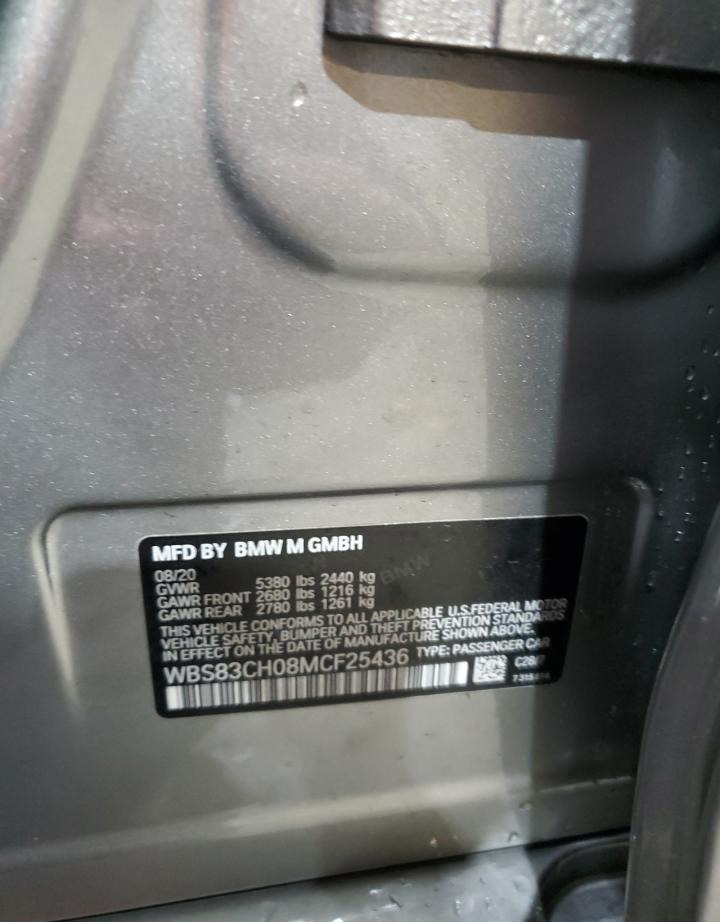 MFD BY BMW M GMBH
08/20
GVWR 5380 lbs 2440 kg
GAWR FRONT 2680 lbs 1216 kg
GAWR REAR 2780 lbs 1261 kg
THIS VEHICLE CONFORMS TO ALL APPLICABLE U.S.FEDERAL MOTOR
VEHICLE SAFETY, BUMPER AND THEFT PREVENTION STANDARDS
IN EFFECT ON THE DATE OF MANUFACTURE SHOWN ABOVE.
WBS83CH08MCF25436 TYPE: PASSENGER CAR
BMW